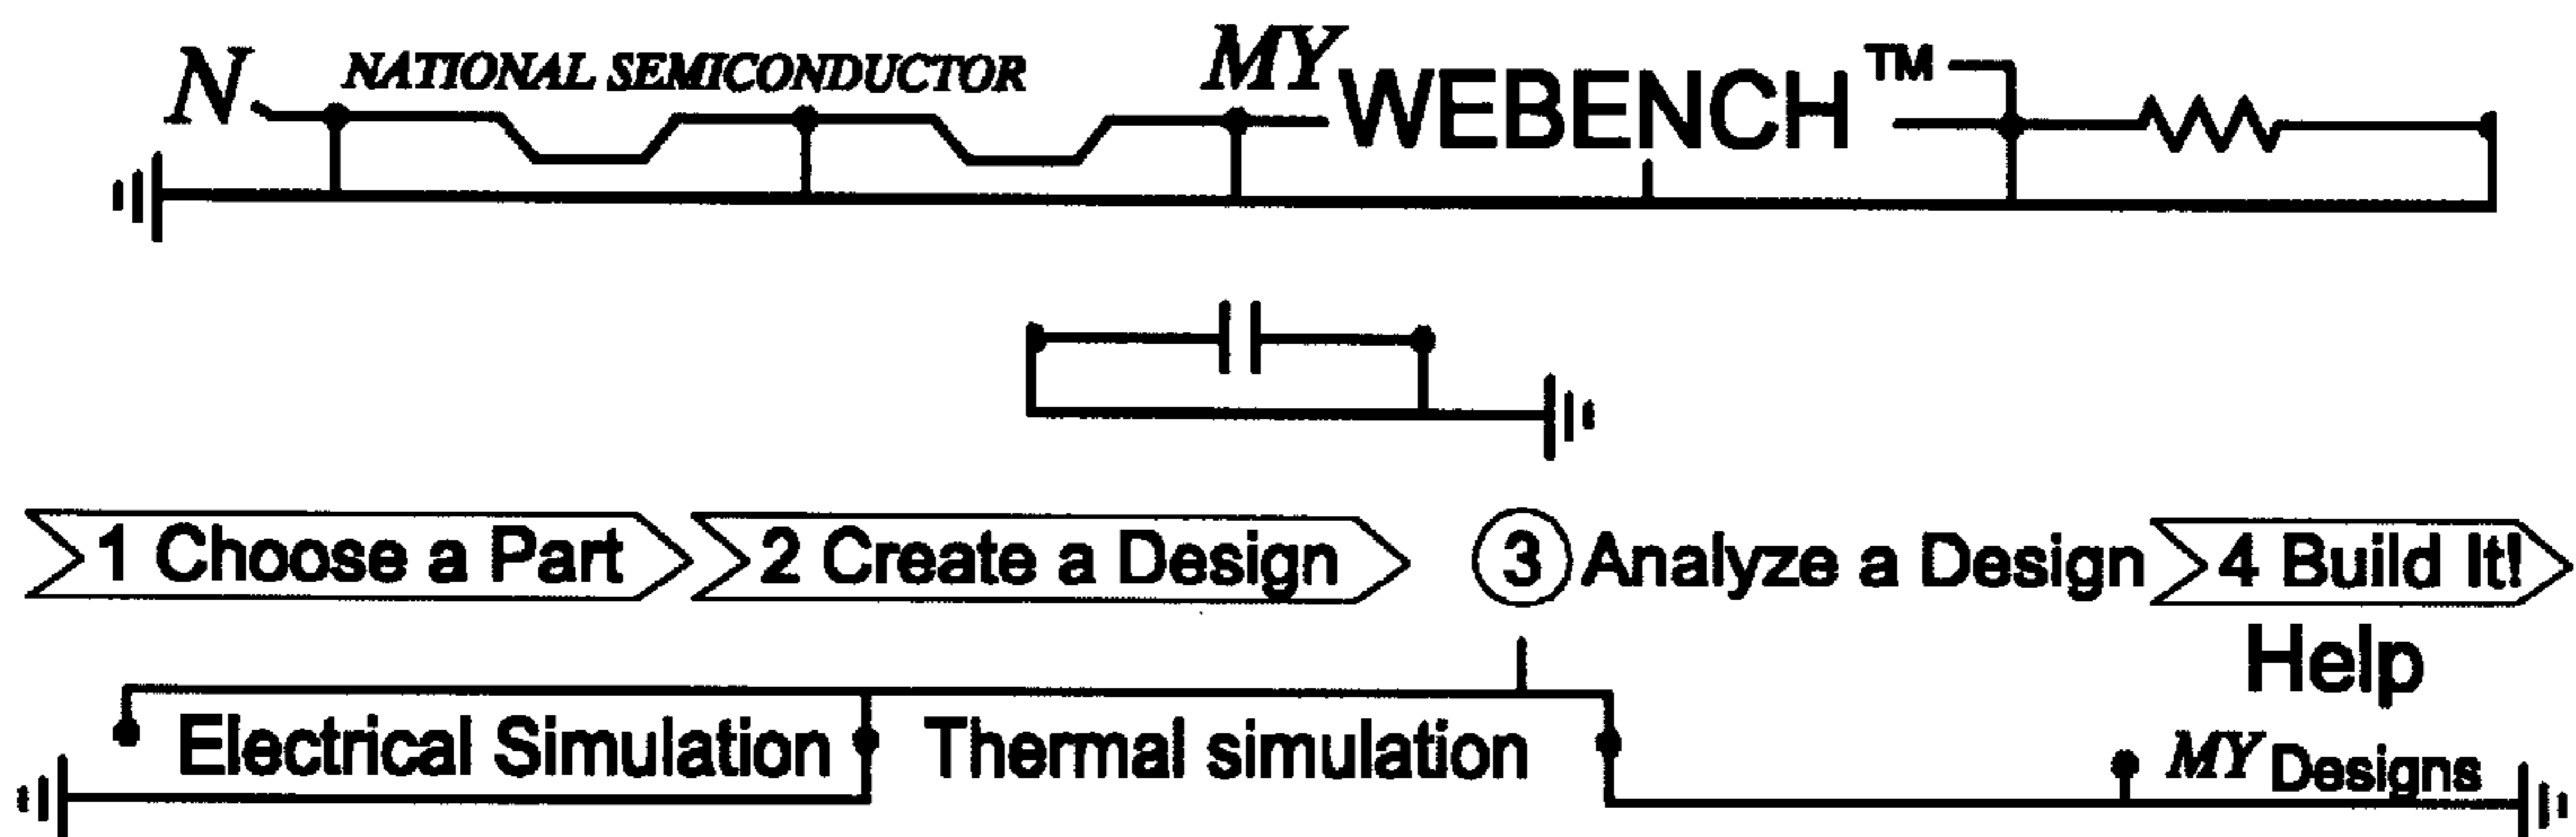 N NATIONAL SEMICONDUCTOR MY WEBENCH™
1 Choose a Part 2 Create a Design 3 Analyze a Design 4 Build It!
Help
Electrical Simulation Thermal simulation MY Designs